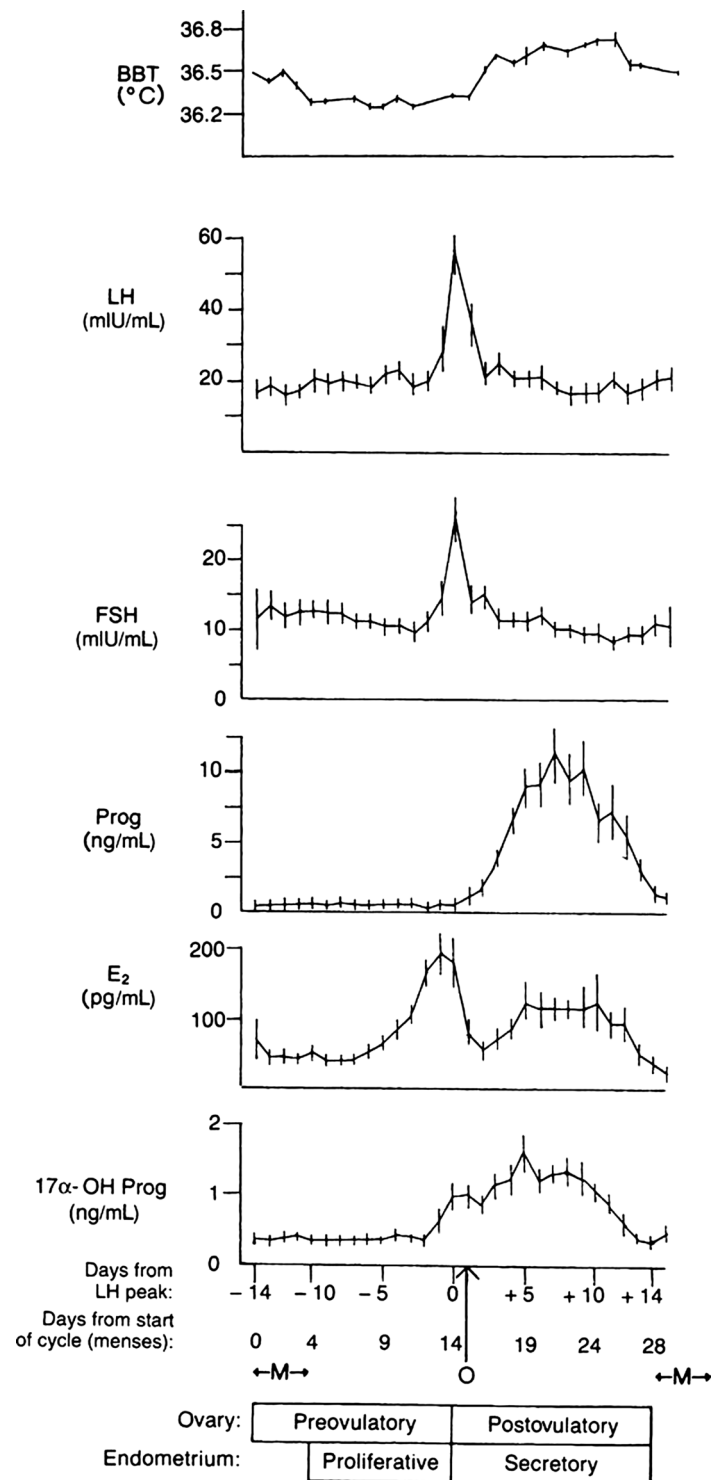 36.8
BBT
(°C)
36.5
36.2
60
LH
(mIU/mL)
40
20
20
FSH
(mIU/mL)
10
0
Prog
(ng/mL)
10
5
0
E₂
(pg/mL)
200
100
17α-OH Prog
(ng/mL)
2
1
0
Days from
LH peak:
-14 -10 -5 0 +5 +10 +14
Days from start
of cycle (menses):
0 4 9 14 19 24 28
←M→ O ←M→
Ovary: Preovulatory Postovulatory
Endometrium: Proliferative Secretory